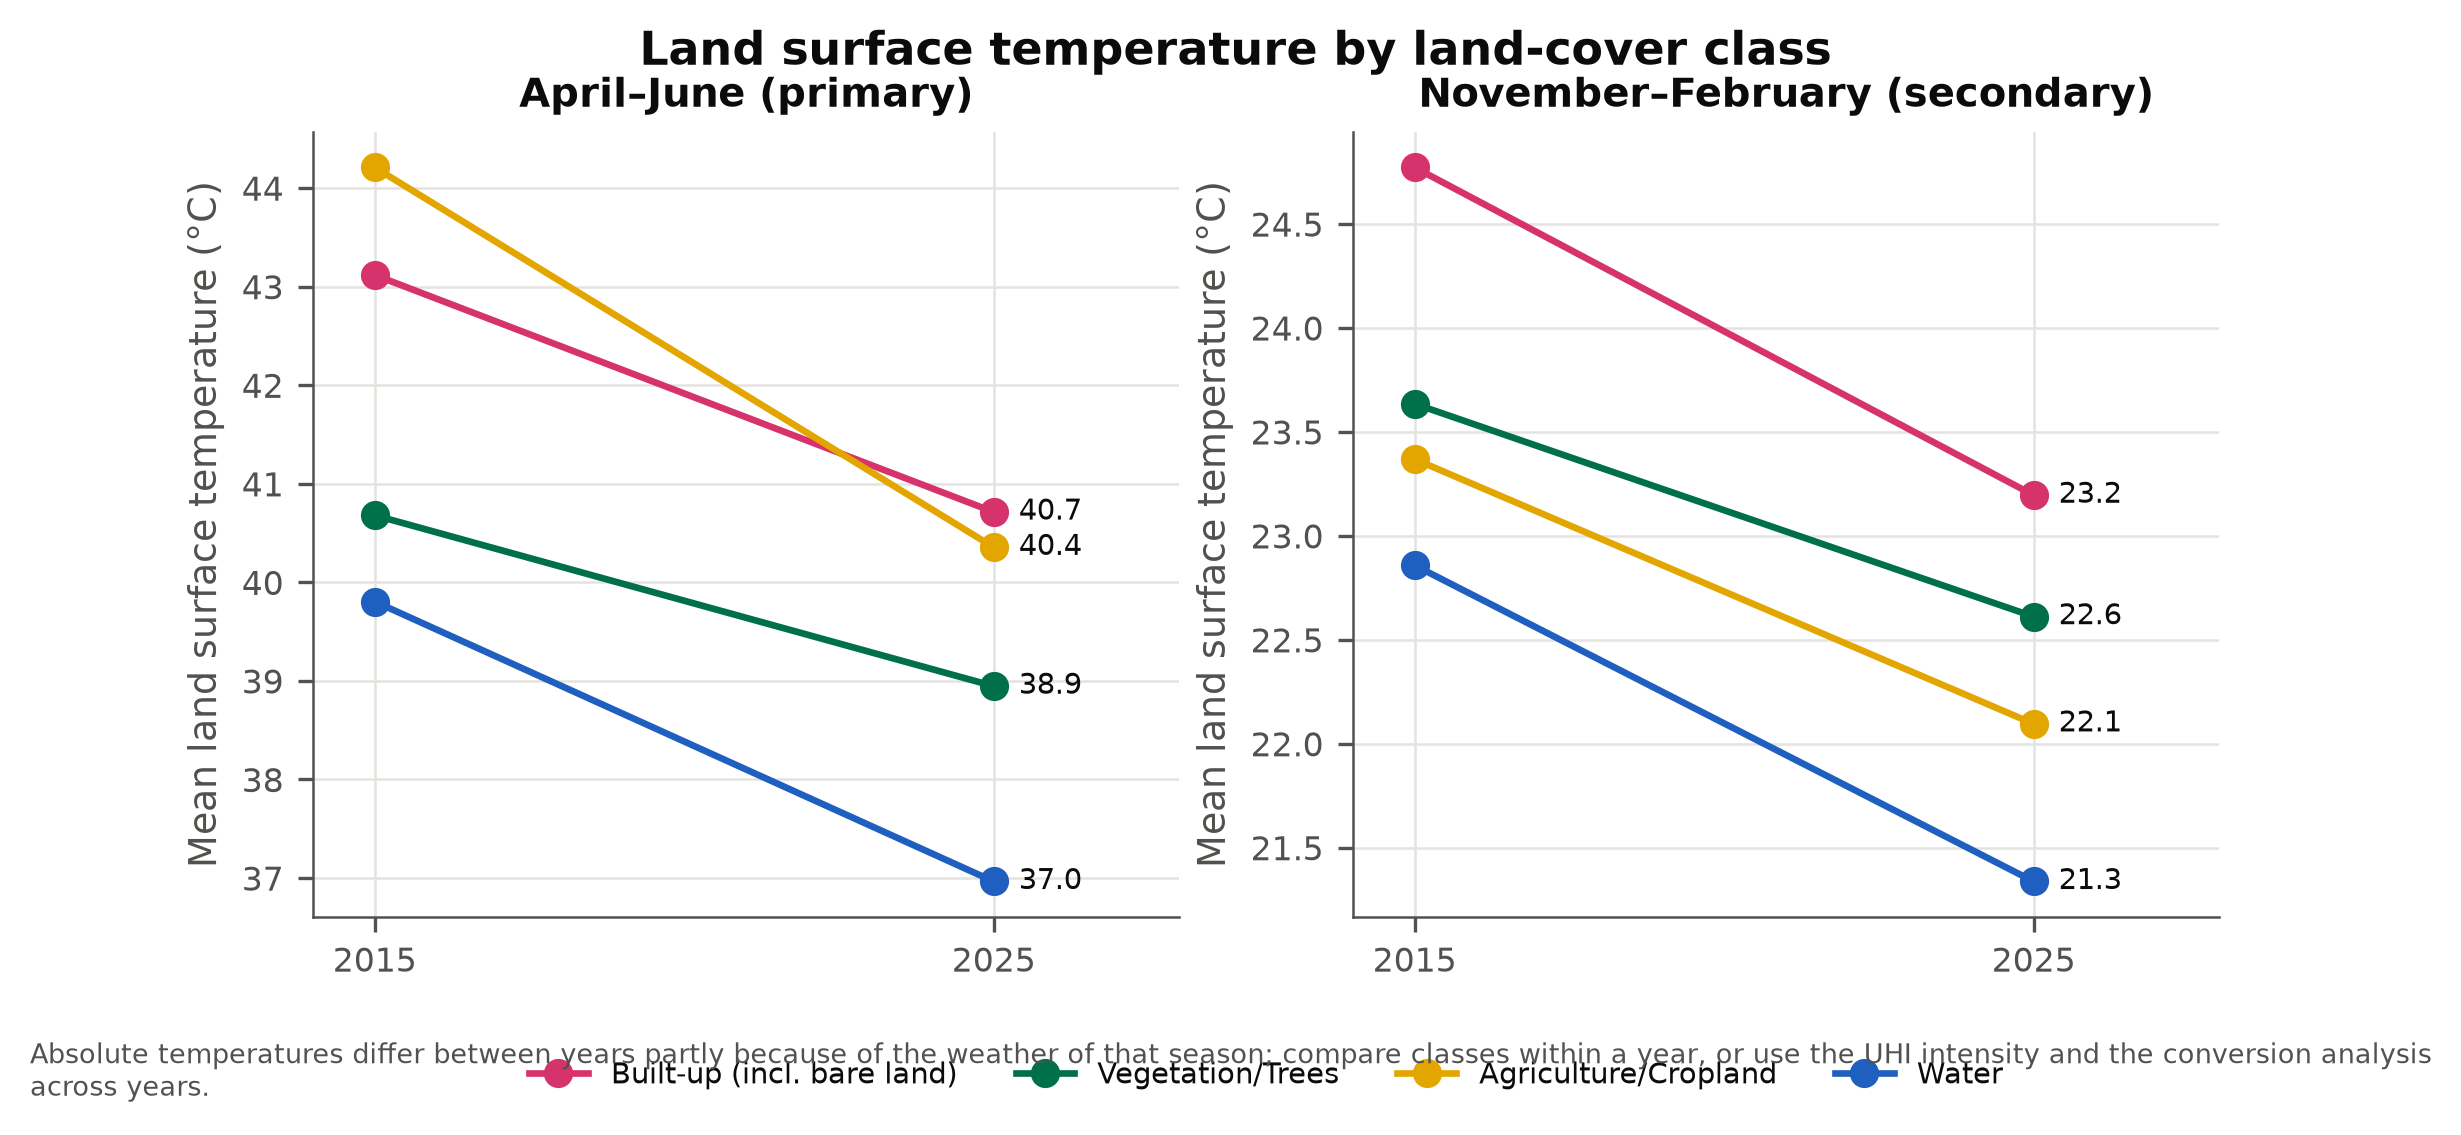 Land surface temperature by land-cover class
April–June (primary)
Mean land surface temperature (°C)
44
43
42
41
40
39
38
37
40.7
40.4
38.9
37.0
2015
2025
November–February (secondary)
Mean land surface temperature (°C)
24.5
24.0
23.5
23.0
22.5
22.0
21.5
23.2
22.6
22.1
21.3
2015
2025
Absolute temperatures differ between years partly because of the weather of that season; compare classes within a year, or use the UHI intensity and the conversion analysis
across years.
Built-up (incl. bare land)
Vegetation/Trees
Agriculture/Cropland
Water